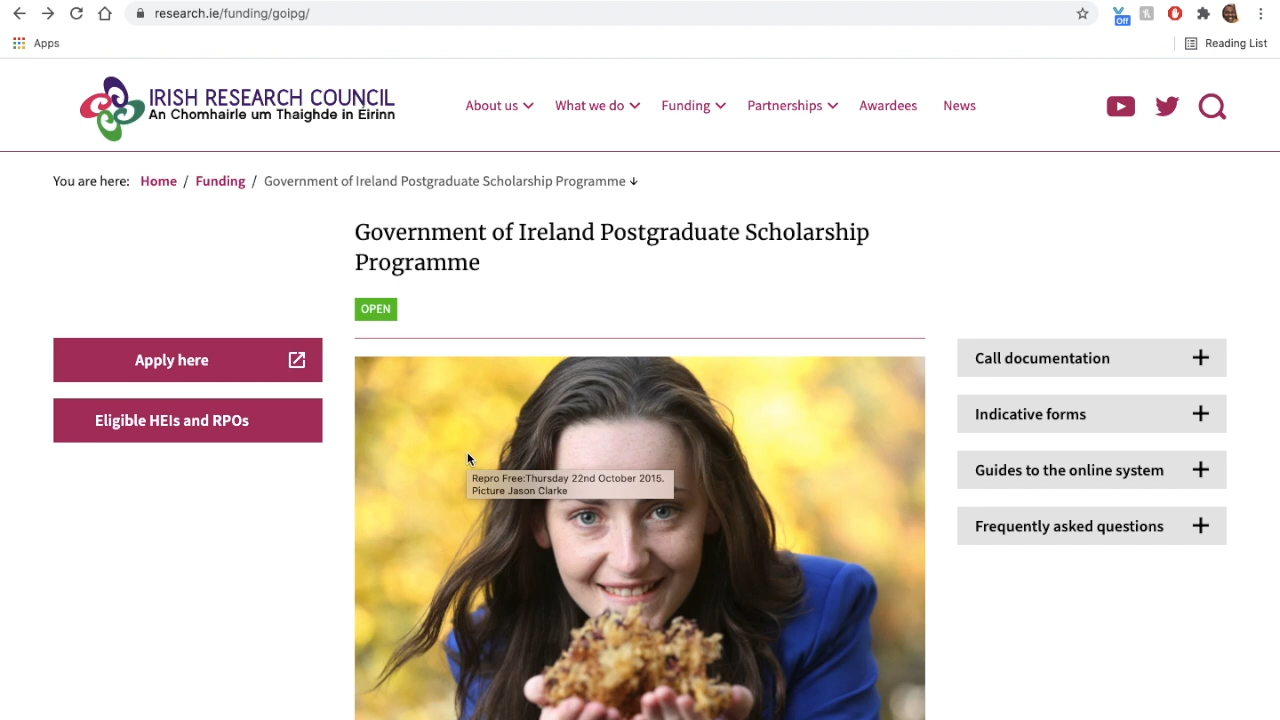 research.ie/funding/goipg/
Off
Apps
Reading List
IRISH RESEARCH COUNCIL
An Chomhairle um Thaighde in Éirinn
About us
What we do
Funding
Partnerships
Awardees
News
You are here: Home / Funding / Government of Ireland Postgraduate Scholarship Programme
Government of Ireland Postgraduate Scholarship
Programme
OPEN
Apply here
Eligible HEIs and RPOs
Call documentation
Indicative forms
Guides to the online system
Frequently asked questions
Repro Free:Thursday 22nd October 2015.
Picture Jason Clarke